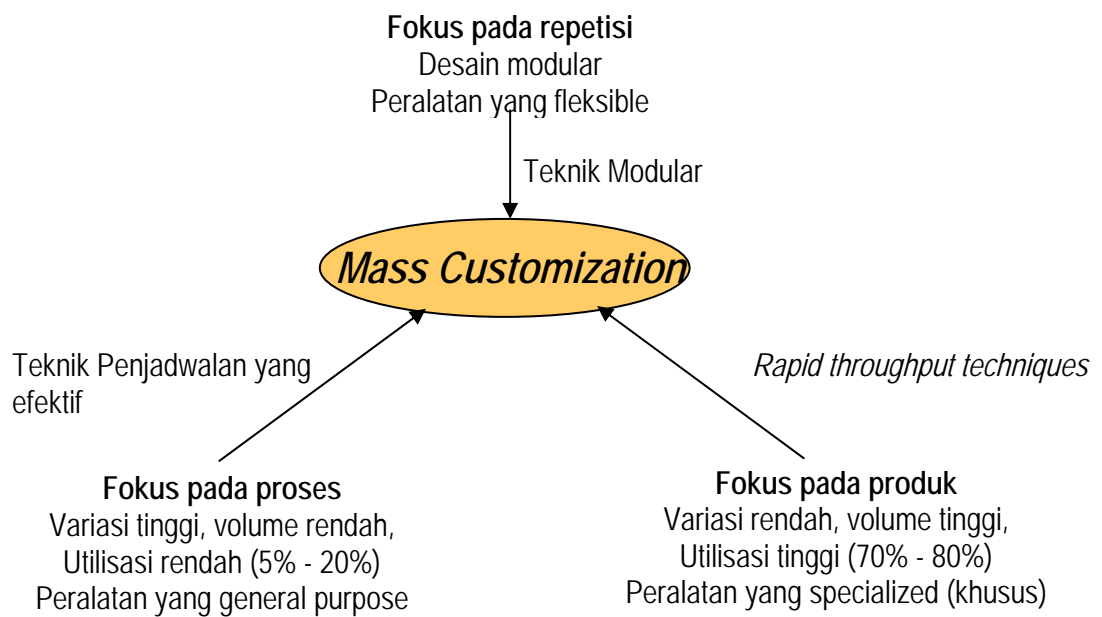 Fokus pada repetisi
Desain modular
Peralatan yang fleksible
Teknik Modular
Mass Customization
Teknik Penjadwalan yang
efektif
Rapid throughput techniques
Fokus pada proses
Variasi tinggi, volume rendah,
Utilisasi rendah (5% - 20%)
Peralatan yang general purpose
Fokus pada produk
Variasi rendah, volume tinggi,
Utilisasi tinggi (70% - 80%)
Peralatan yang specialized (khusus)